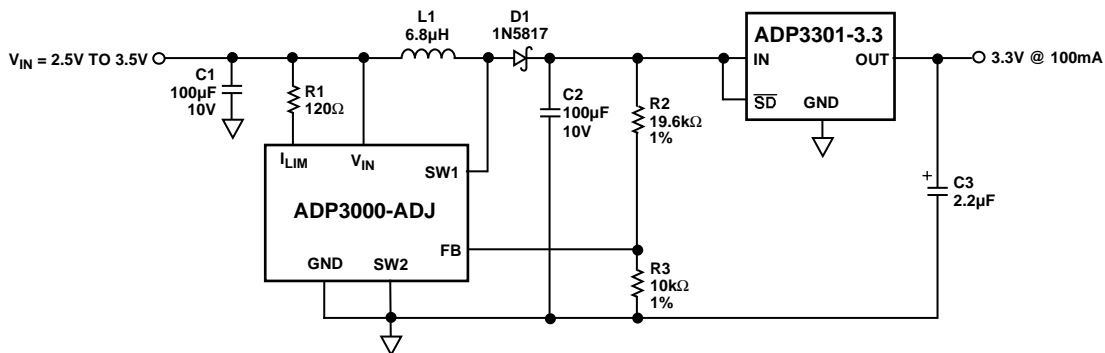 V_IN = 2.5V TO 3.5V
C1
100µF
10V
R1
120Ω
L1
6.8µH
D1
1N5817
C2
100µF
10V
R2
19.6kΩ
1%
ADP3301-3.3
IN
OUT
SD
GND
3.3V @ 100mA
I_LIM
V_IN
SW1
ADP3000-ADJ
FB
GND
SW2
R3
10kΩ
1%
+
C3
2.2µF